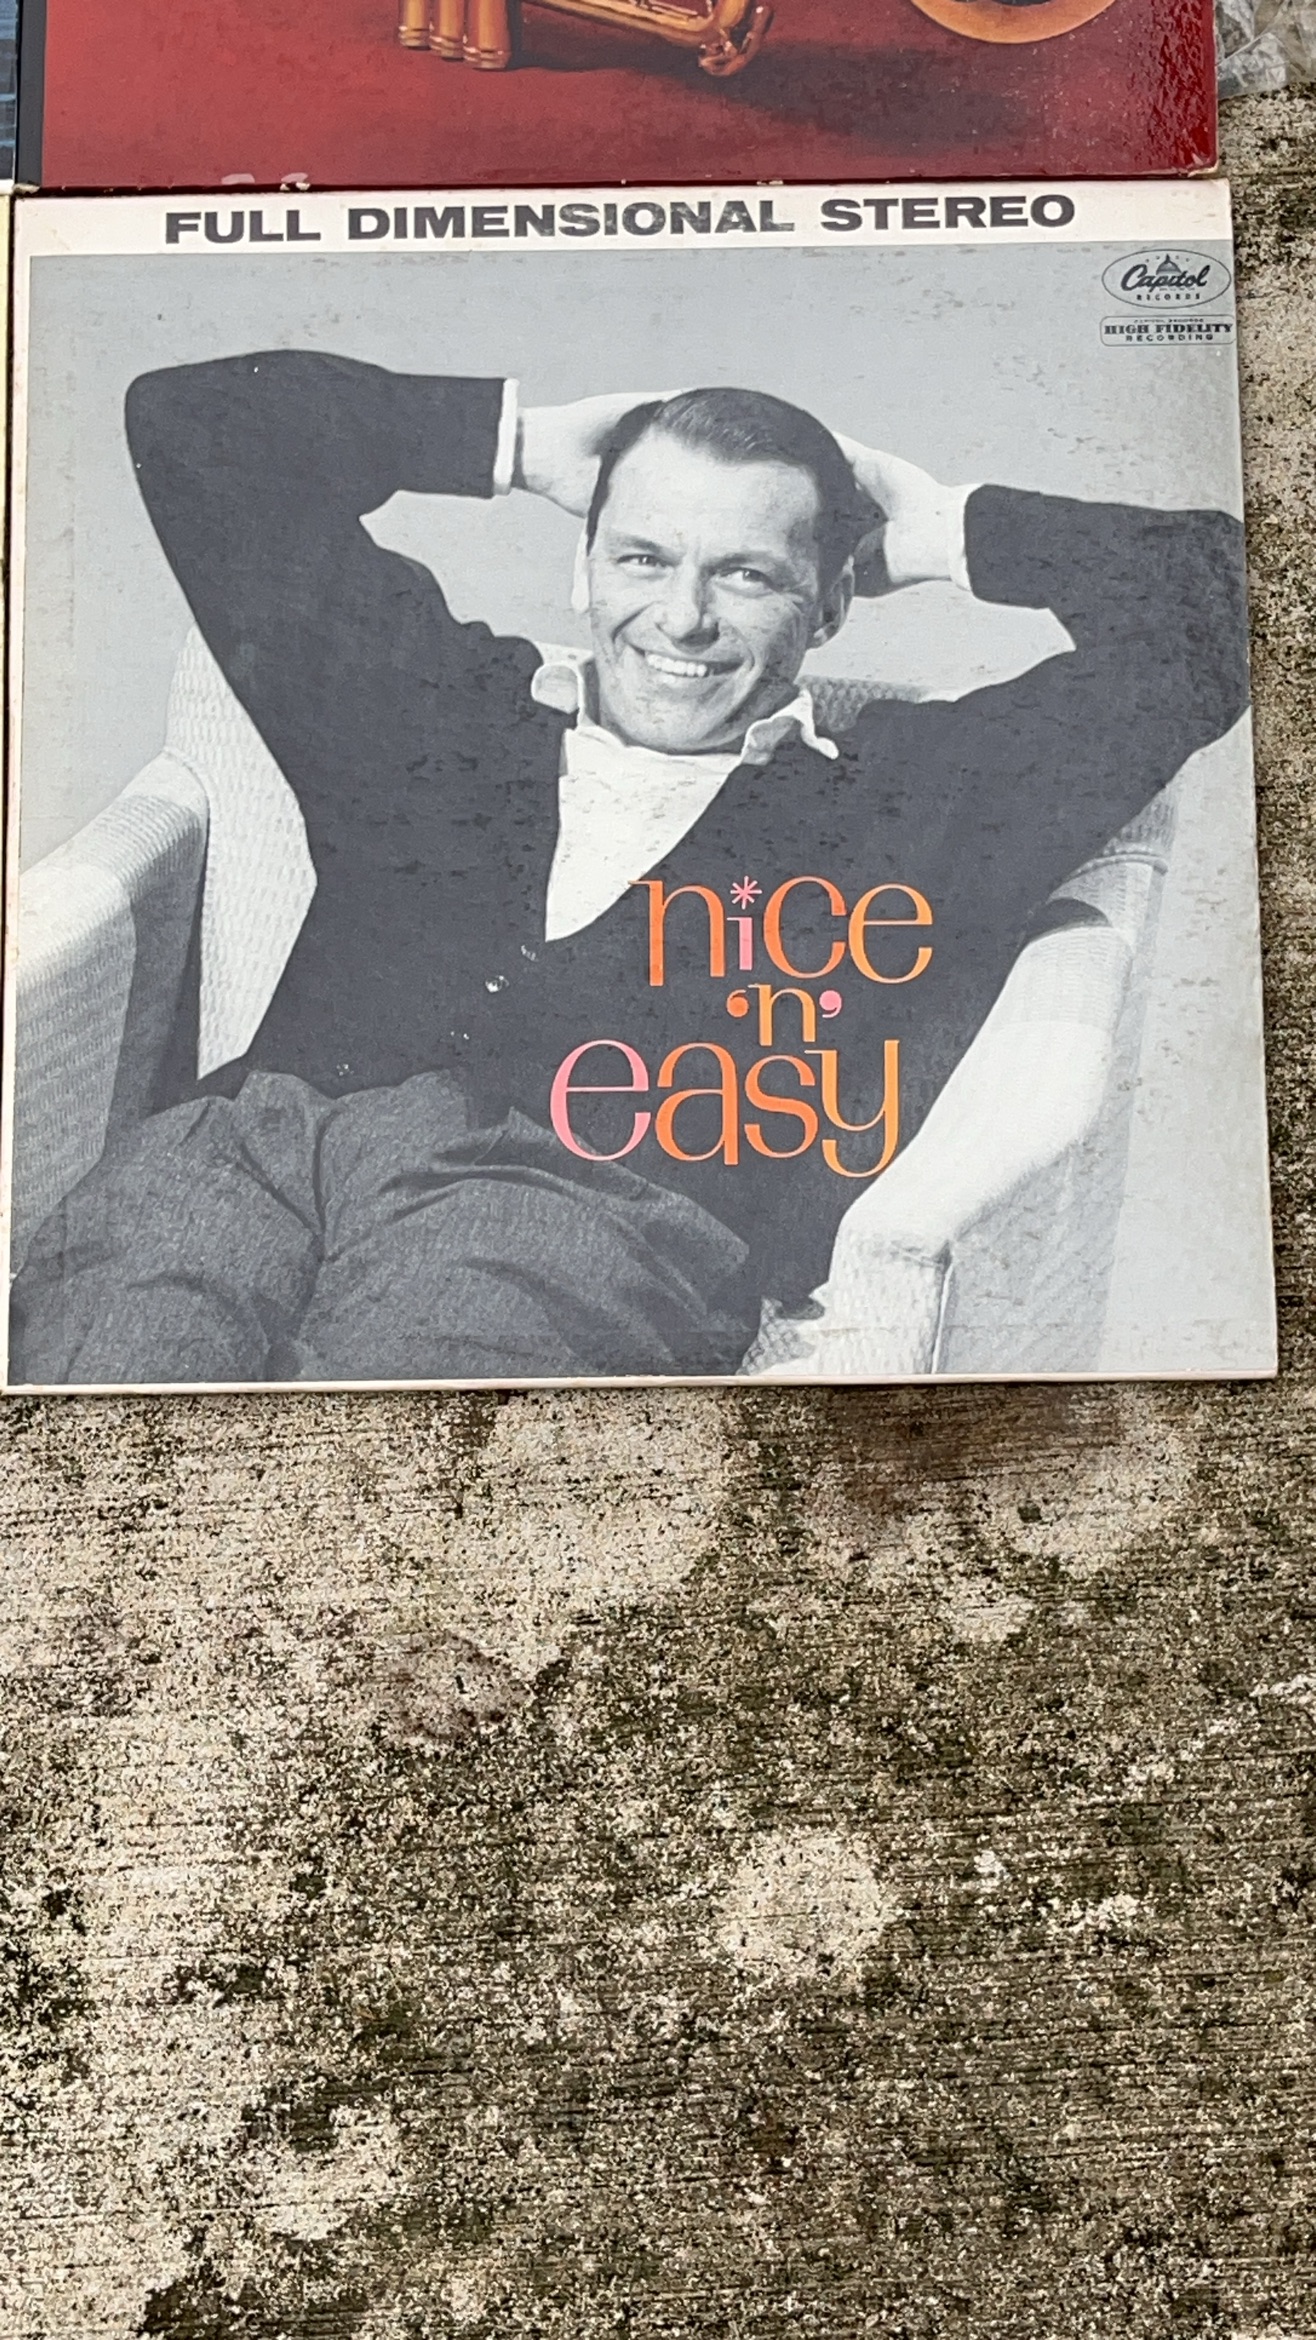 FULL DIMENSIONAL STEREO
Capitol
RECORDS
HIGH FIDELITY
RECORDING
nice
'n'
easy